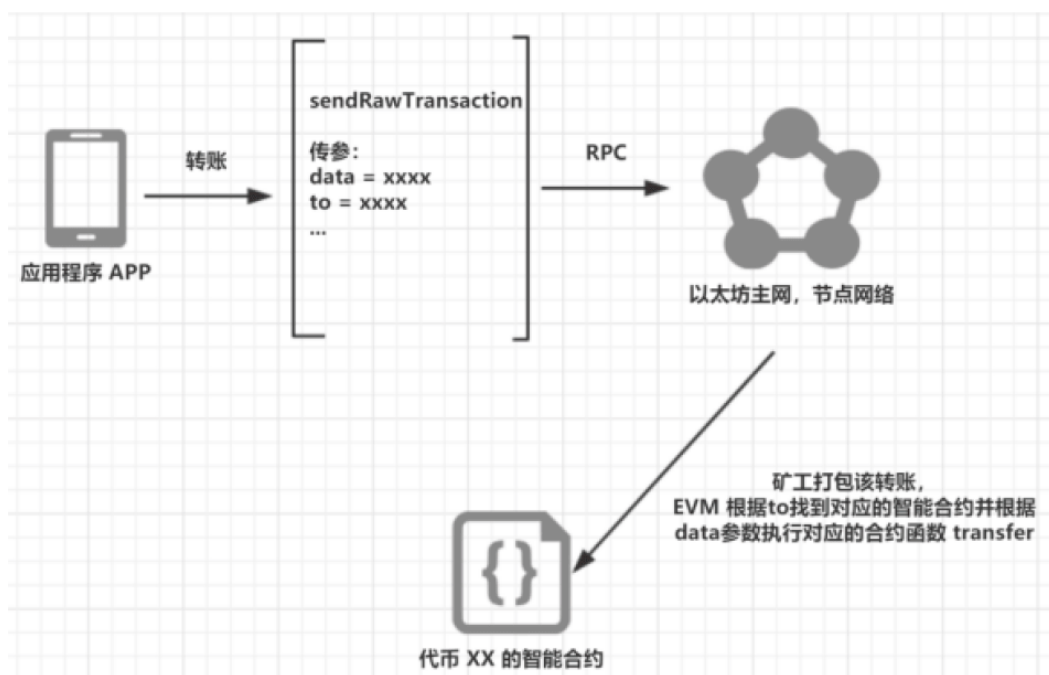 sendRawTransaction
传参：
data = xxxx
to = xxxx
...
转账
RPC
应用程序 APP
以太坊主网，节点网络
矿工打包该转账，
EVM 根据to找到对应的智能合约并根据
data参数执行对应的合约函数 transfer
{}
代币 XX 的智能合约